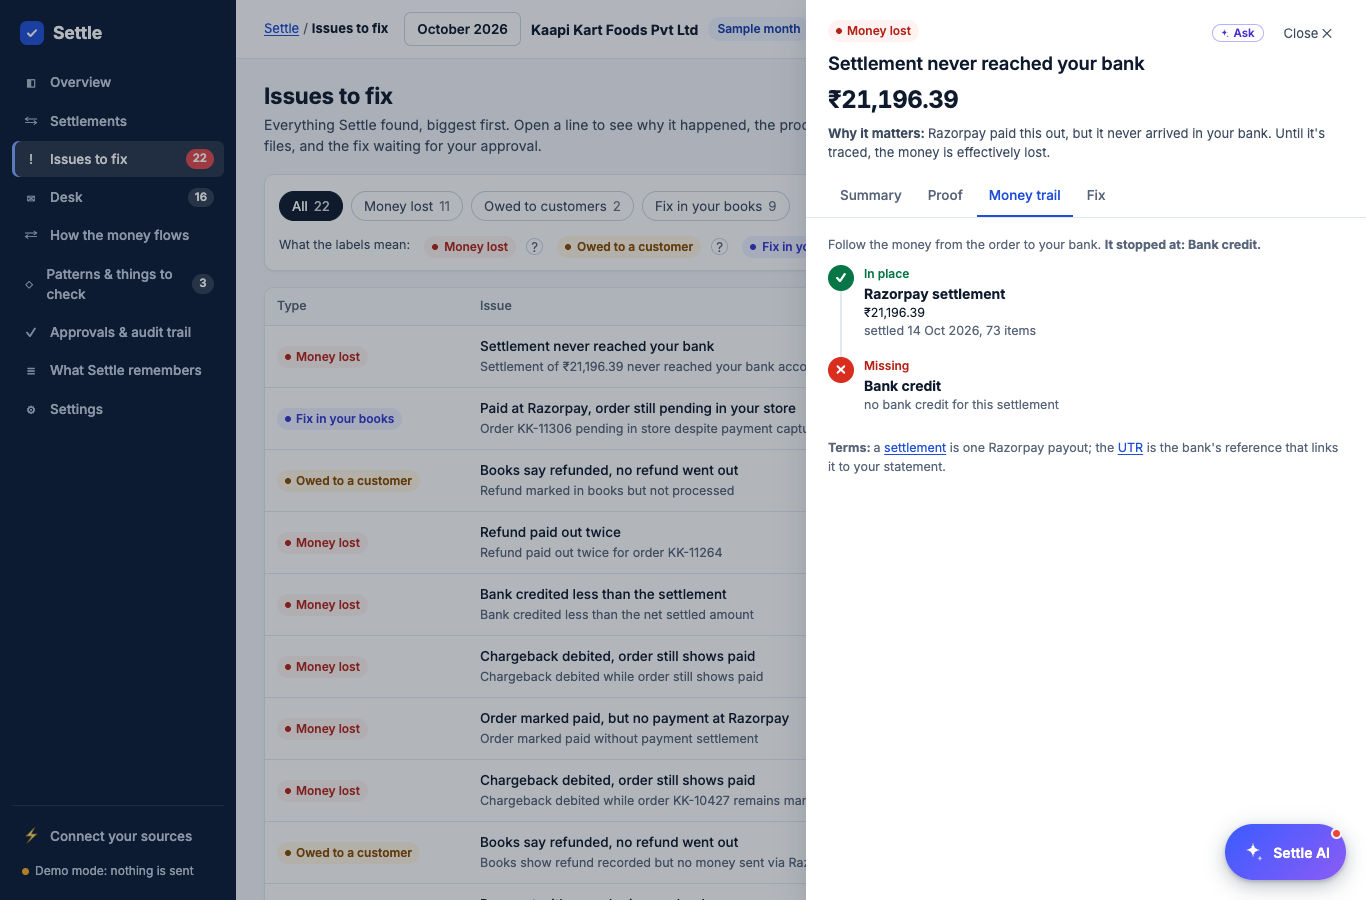 Settle
Overview
Settlements
Issues to fix 22
Desk 16
How the money flows
Patterns & things to
check 3
Approvals & audit trail
What Settle remembers
Settings
Connect your sources
Demo mode: nothing is sent
Settle / Issues to fix October 2026 Kaapi Kart Foods Pvt Ltd Sample month
Issues to fix
Everything Settle found, biggest first. Open a line to see why it happened, the
files, and the fix waiting for your approval.
All 22 Money lost 11 Owed to customers 2 Fix in your books 9
What the labels mean: Money lost ? Owed to a customer ? Fix in
Type Issue
Money lost Settlement never reached your bank
Settlement of ₹21,196.39 never reached your bank
Fix in your books Paid at Razorpay, order still pending in your store
Order KK-11306 pending in store despite payment
Owed to a customer Books say refunded, no refund went out
Refund marked in books but not processed
Money lost Refund paid out twice
Refund paid out twice for order KK-11264
Money lost Bank credited less than the settlement
Bank credited less than the net settled amount
Money lost Chargeback debited, order still shows paid
Chargeback debited while order still shows paid
Money lost Order marked paid, but no payment at Razorpay
Order marked paid without payment settlement
Money lost Chargeback debited, order still shows paid
Chargeback debited while order KK-10427 remains
Owed to a customer Books say refunded, no refund went out
Books show refund recorded but no money sent via
Money lost
Ask Close
Settlement never reached your bank
₹21,196.39
Why it matters: Razorpay paid this out, but it never arrived in your bank. Until it's
traced, the money is effectively lost.
Summary Proof Money trail Fix
Follow the money from the order to your bank. It stopped at: Bank credit.
In place
Razorpay settlement
₹21,196.39
settled 14 Oct 2026, 73 items
Missing
Bank credit
no bank credit for this settlement
Terms: a settlement is one Razorpay payout; the UTR is the bank's reference that links
it to your statement.
Settle AI